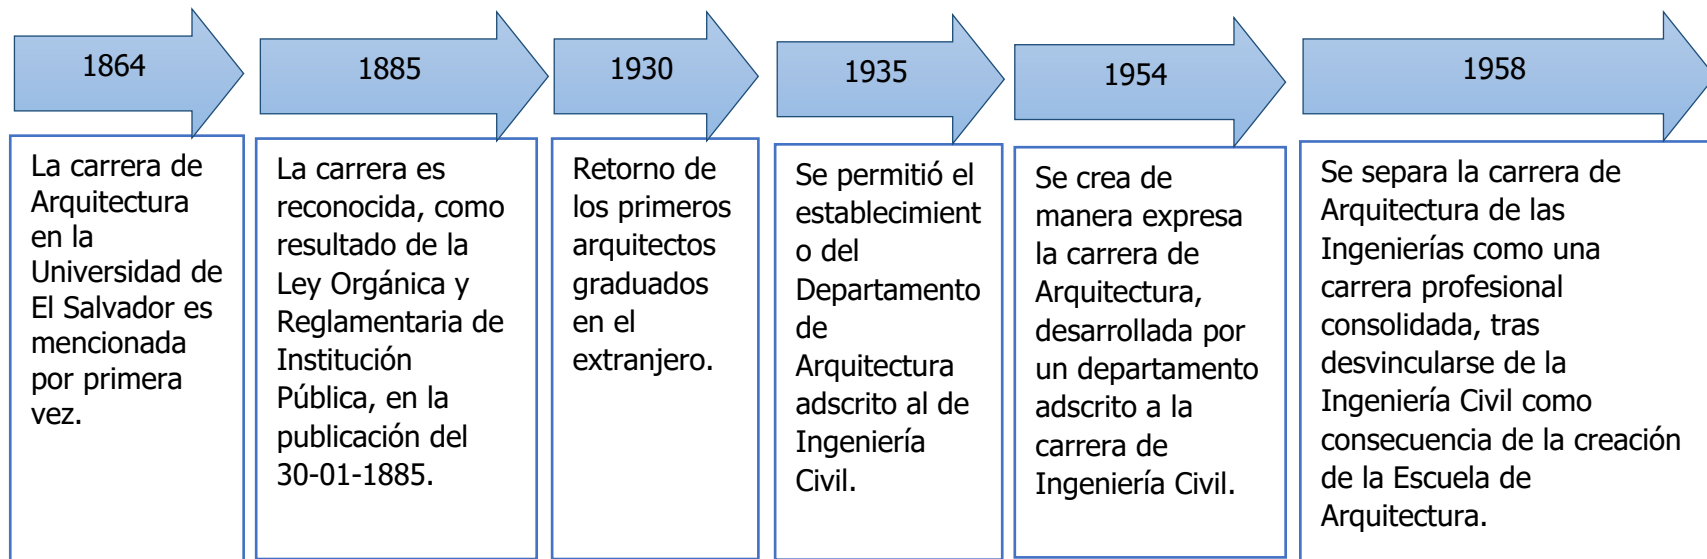 1864
La carrera de
Arquitectura
en la
Universidad de
El Salvador es
mencionada
por primera
vez.
1885
La carrera es
reconocida, como
resultado de la
Ley Orgánica y
Reglamentaria de
Institución
Pública, en la
publicación del
30-01-1885.
1930
Retorno de
los primeros
arquitectos
graduados
en el
extranjero.
1935
Se permitió el
establecimient
o del
Departamento
de
Arquitectura
adscrito al de
Ingeniería
Civil.
1954
Se crea de
manera expresa
la carrera de
Arquitectura,
desarrollada por
un departamento
adscrito a la
carrera de
Ingeniería Civil.
1958
Se separa la carrera de
Arquitectura de las
Ingenierías como una
carrera profesional
consolidada, tras
desvincularse de la
Ingeniería Civil como
consecuencia de la creación
de la Escuela de
Arquitectura.